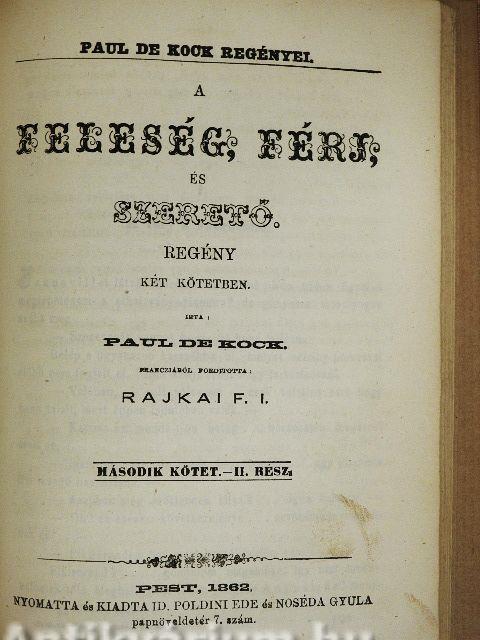 PAUL DE KOCK REGÉNYEI.
A
FELESÉG, FÉRJ,
ÉS
SZERETŐ.
REGÉNY
KÉT KÖTETBEN.
IRTA:
PAUL DE KOCK.
FRANCZIÁBÓL FORDITOTTA:
RAJKAI F. I.
MÁSODIK KÖTET.—II. RÉSZ.
PEST, 1862,
NYOMATTA és KIADTA ID. POLDINI EDE és NOSÉDA GYULA
papnöveldetér 7. szám.